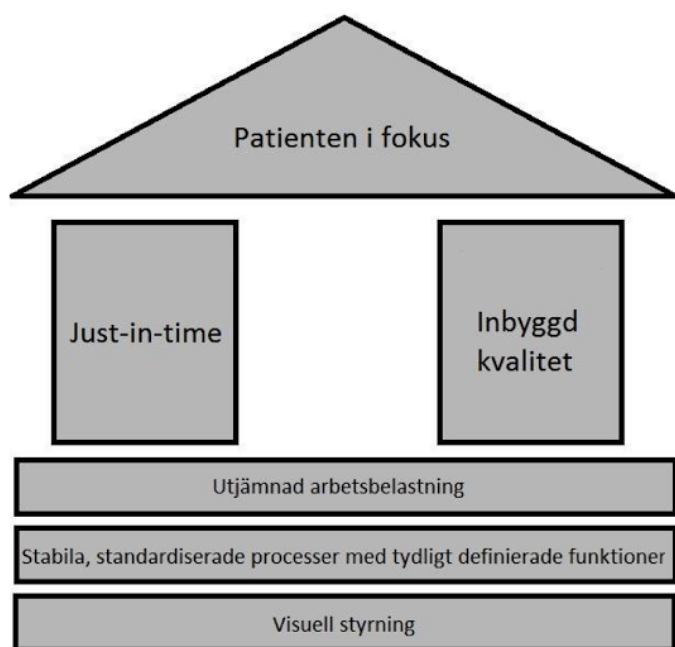 Patienten i fokus
Just-in-time
Inbyggd
kvalitet
Utjämnad arbetsbelastning
Stabila, standardiserade processer med tydligt definierade funktioner
Visuell styrning